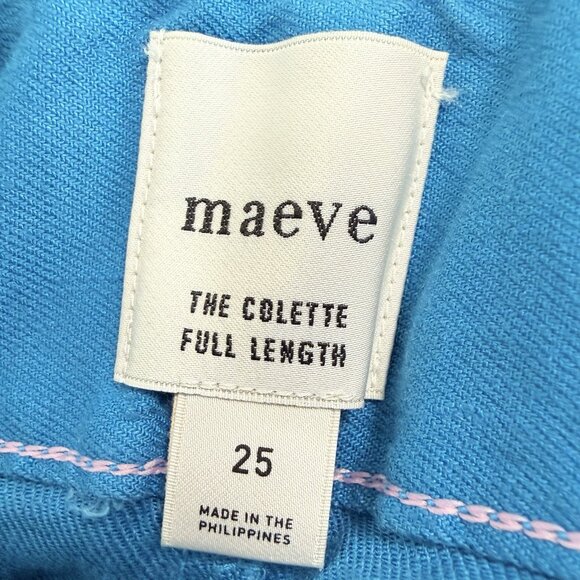 maeve
THE COLETTE
FULL LENGTH
25
MADE IN THE
PHILIPPINES